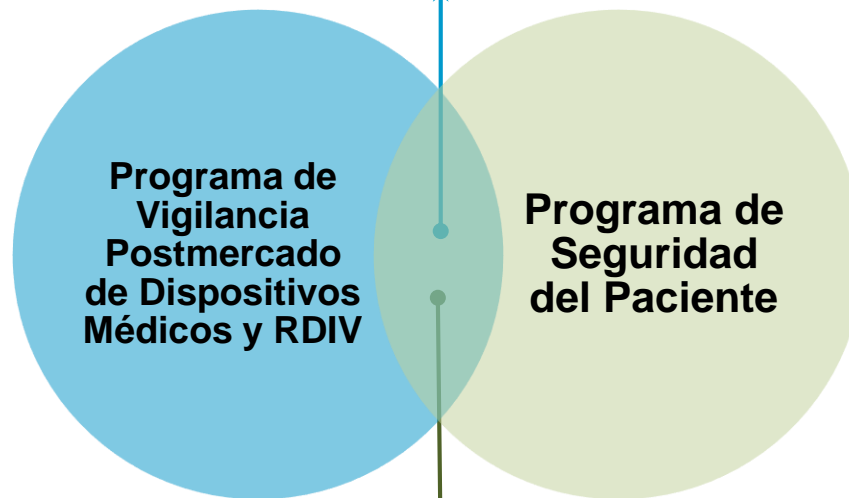 Programa de
Vigilancia
Postmercado
de Dispositivos
Médicos y RDIV
Programa de
Seguridad
del Paciente